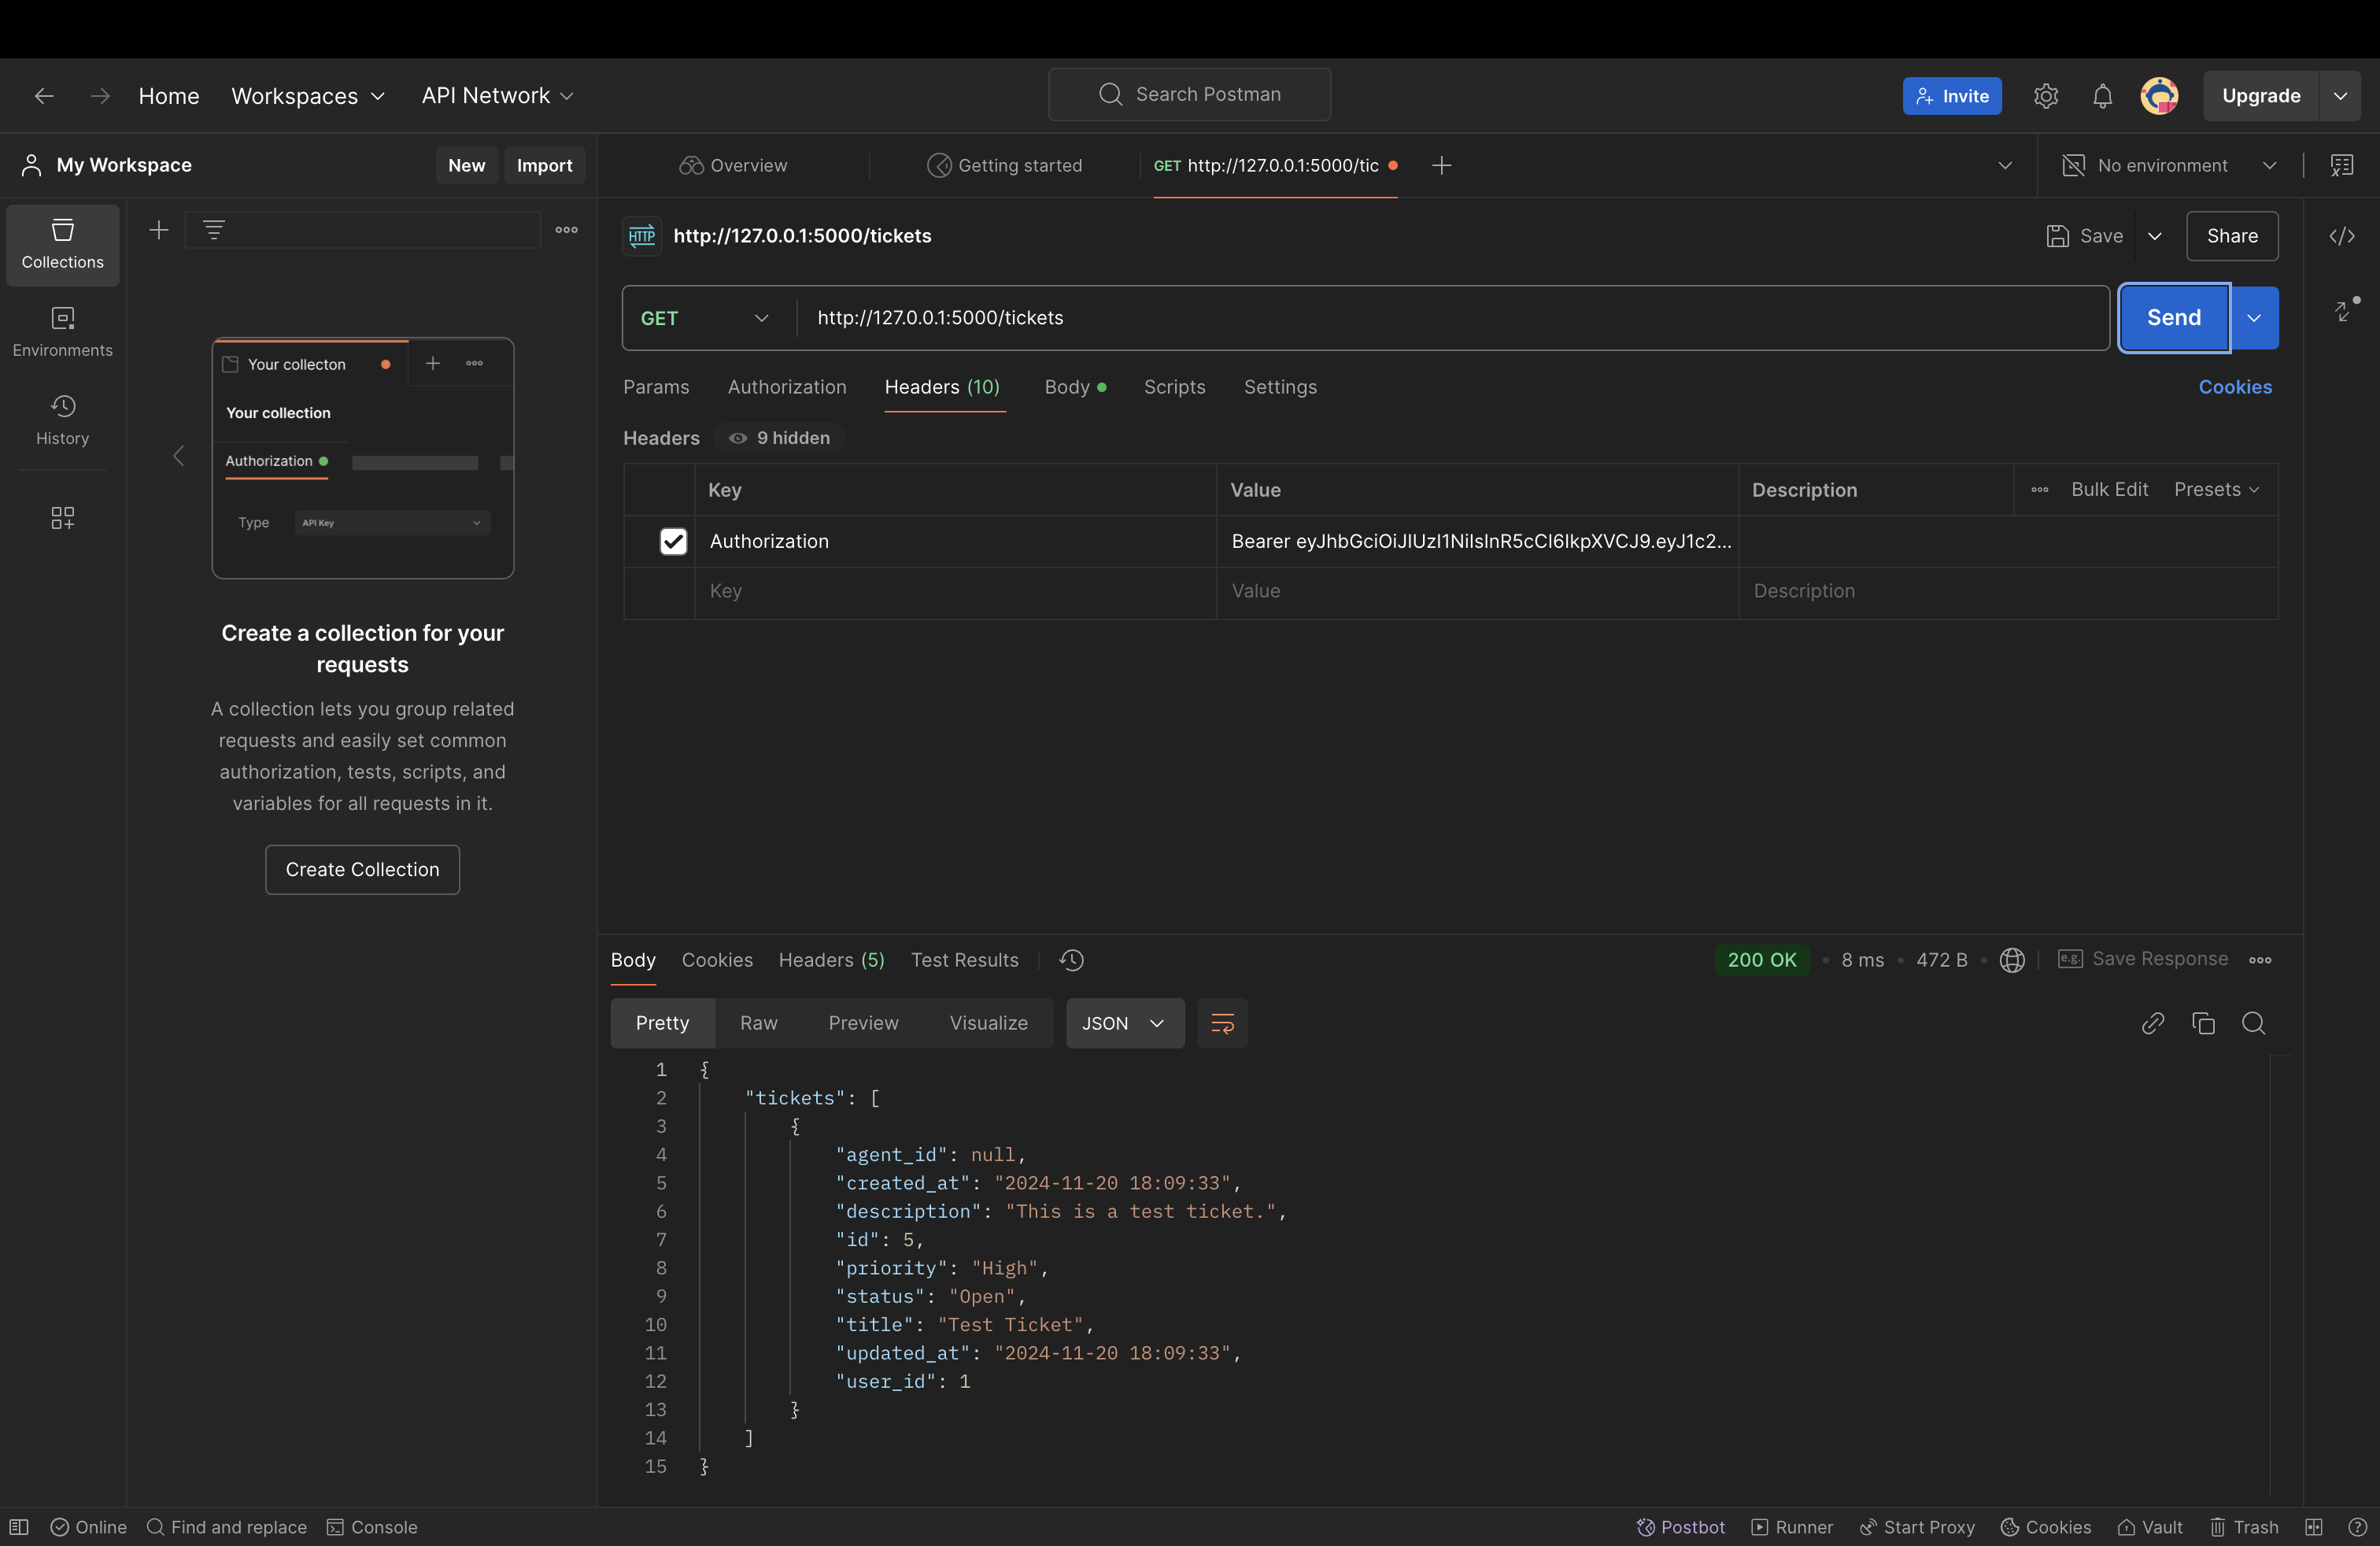 Home Workspaces API Network Search Postman Invite Upgrade
My Workspace New Import Overview Getting started GET http://127.0.0.1:5000/tic No environment
Collections
Environments
History
Your collecton
Your collection
Authorization
Type API Key
Create a collection for your
requests
A collection lets you group related
requests and easily set common
authorization, tests, scripts, and
variables for all requests in it.
Create Collection
HTTP http://127.0.0.1:5000/tickets Save Share
GET http://127.0.0.1:5000/tickets Send
Params Authorization Headers (10) Body Scripts Settings Cookies
Headers 9 hidden
Key Value Description Bulk Edit Presets
Authorization Bearer eyJhbGciOiJIUzI1NiIsInR5cCI6IkpXVCJ9.eyJ1c2...
Key Value Description
Body Cookies Headers (5) Test Results 200 OK 8 ms 472 B e.g. Save Response
Pretty Raw Preview Visualize JSON
1 {
2 "tickets": [
3 {
4 "agent_id": null,
5 "created_at": "2024-11-20 18:09:33",
6 "description": "This is a test ticket.",
7 "id": 5,
8 "priority": "High",
9 "status": "Open",
10 "title": "Test Ticket",
11 "updated_at": "2024-11-20 18:09:33",
12 "user_id": 1
13 }
14 ]
15 }
Online Find and replace Console Postbot Runner Start Proxy Cookies Vault Trash